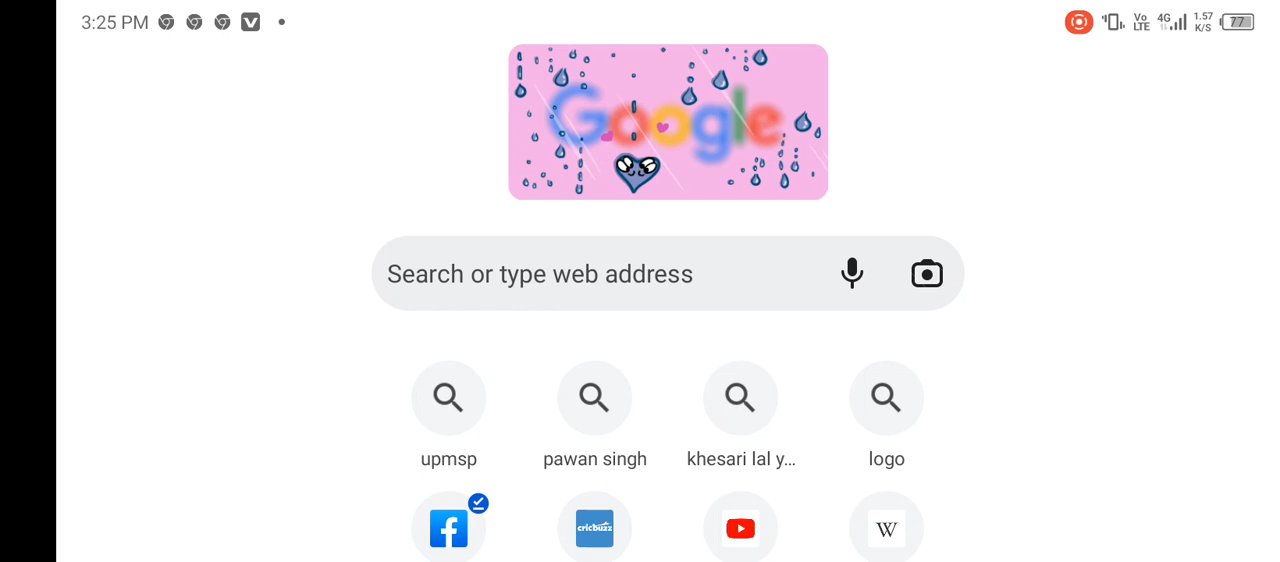 3:25 PM
Vo LTE 4G 1.57 K/S 77
Google
Search or type web address
upmsp pawan singh khesari lal y... logo
f cricbuzz W